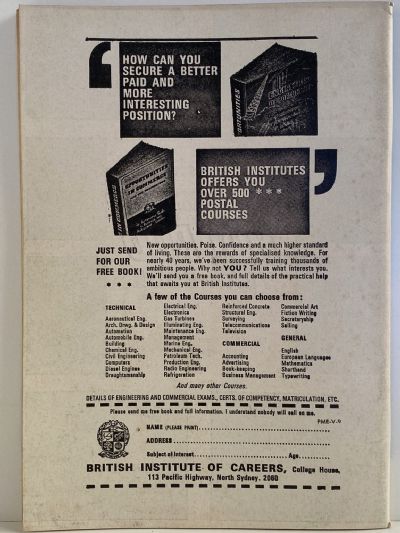 HOW CAN YOU
SECURE A BETTER
PAID AND
MORE
INTERESTING
POSITION?
OPPORTUNITIES
BRITISH INSTITUTES
OFFERS YOU
OVER 500 ***
POSTAL
COURSES
OPPORTUNITIES
IN COMMERCE
JUST SEND
FOR OUR
FREE BOOK!
* * *
New opportunities. Poise. Confidence and a much higher standard
of living. These are the rewards of specialised knowledge. For
nearly 40 years, we've been successfully training thousands of
ambitious people. Why not YOU? Tell us what interests you.
We'll send you a free book, and full details of the practical help
that awaits you at British Institutes.
A few of the Courses you can choose from:
TECHNICAL
Aeronautical Eng.
Arch. Drwg. & Design
Automation
Automobile Eng.
Building
Chemical Eng.
Civil Engineering
Computers
Diesel Engines
Draughtsmanship
Electrical Eng.
Electronics
Gas Turbines
Illuminating Eng.
Maintenance Eng.
Management
Marine Eng.
Mechanical Eng.
Petroleum Tech.
Production Eng.
Radio Engineering
Refrigeration
Reinforced Concrete
Structural Eng.
Surveying
Telecommunications
Television
COMMERCIAL
Accounting
Advertising
Book-keeping
Business Management
Commercial Art
Fiction Writing
Secretaryship
Selling
GENERAL
English
European Languages
Mathematics
Shorthand
Typewriting
And many other Courses.
DETAILS OF ENGINEERING AND COMMERCIAL EXAMS., CERTS. OF COMPETENCY, MATRICULATION, ETC.
Please send me free book and full information. I understand nobody will call on me.
PMB-V.9
NAME (PLEASE PRINT)
ADDRESS
Subject of Interest Age
BRITISH INSTITUTE OF CAREERS, College House,
113 Pacific Highway, North Sydney. 2060